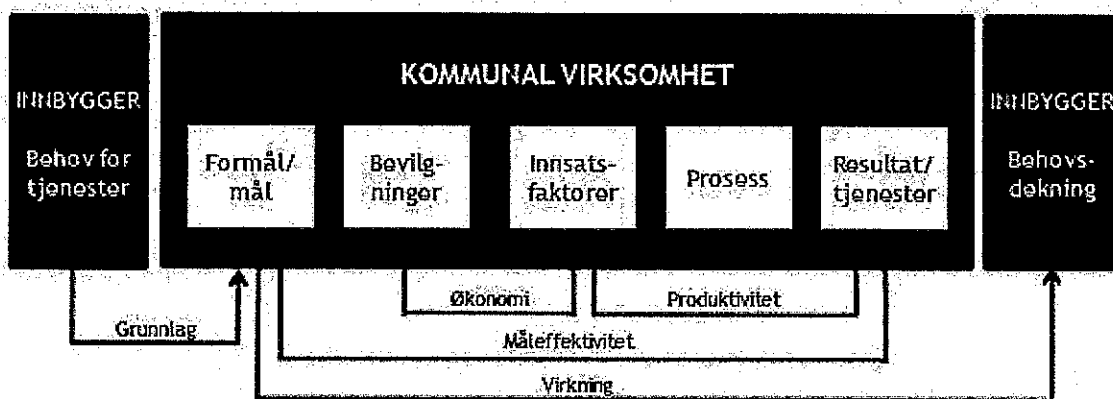 INNBYGGER
Behov for
tjenester
KOMMUNAL VIRKSOMHET
Formål/
mål
Bevilg-
ninger
Innsats-
faktorer
Prosess
Resultat/
tjenester
INNBYGGER
Behovs-
dekning
Grunnlag
Økonomi
Produktivitet
Måleffektivitet
Virkning